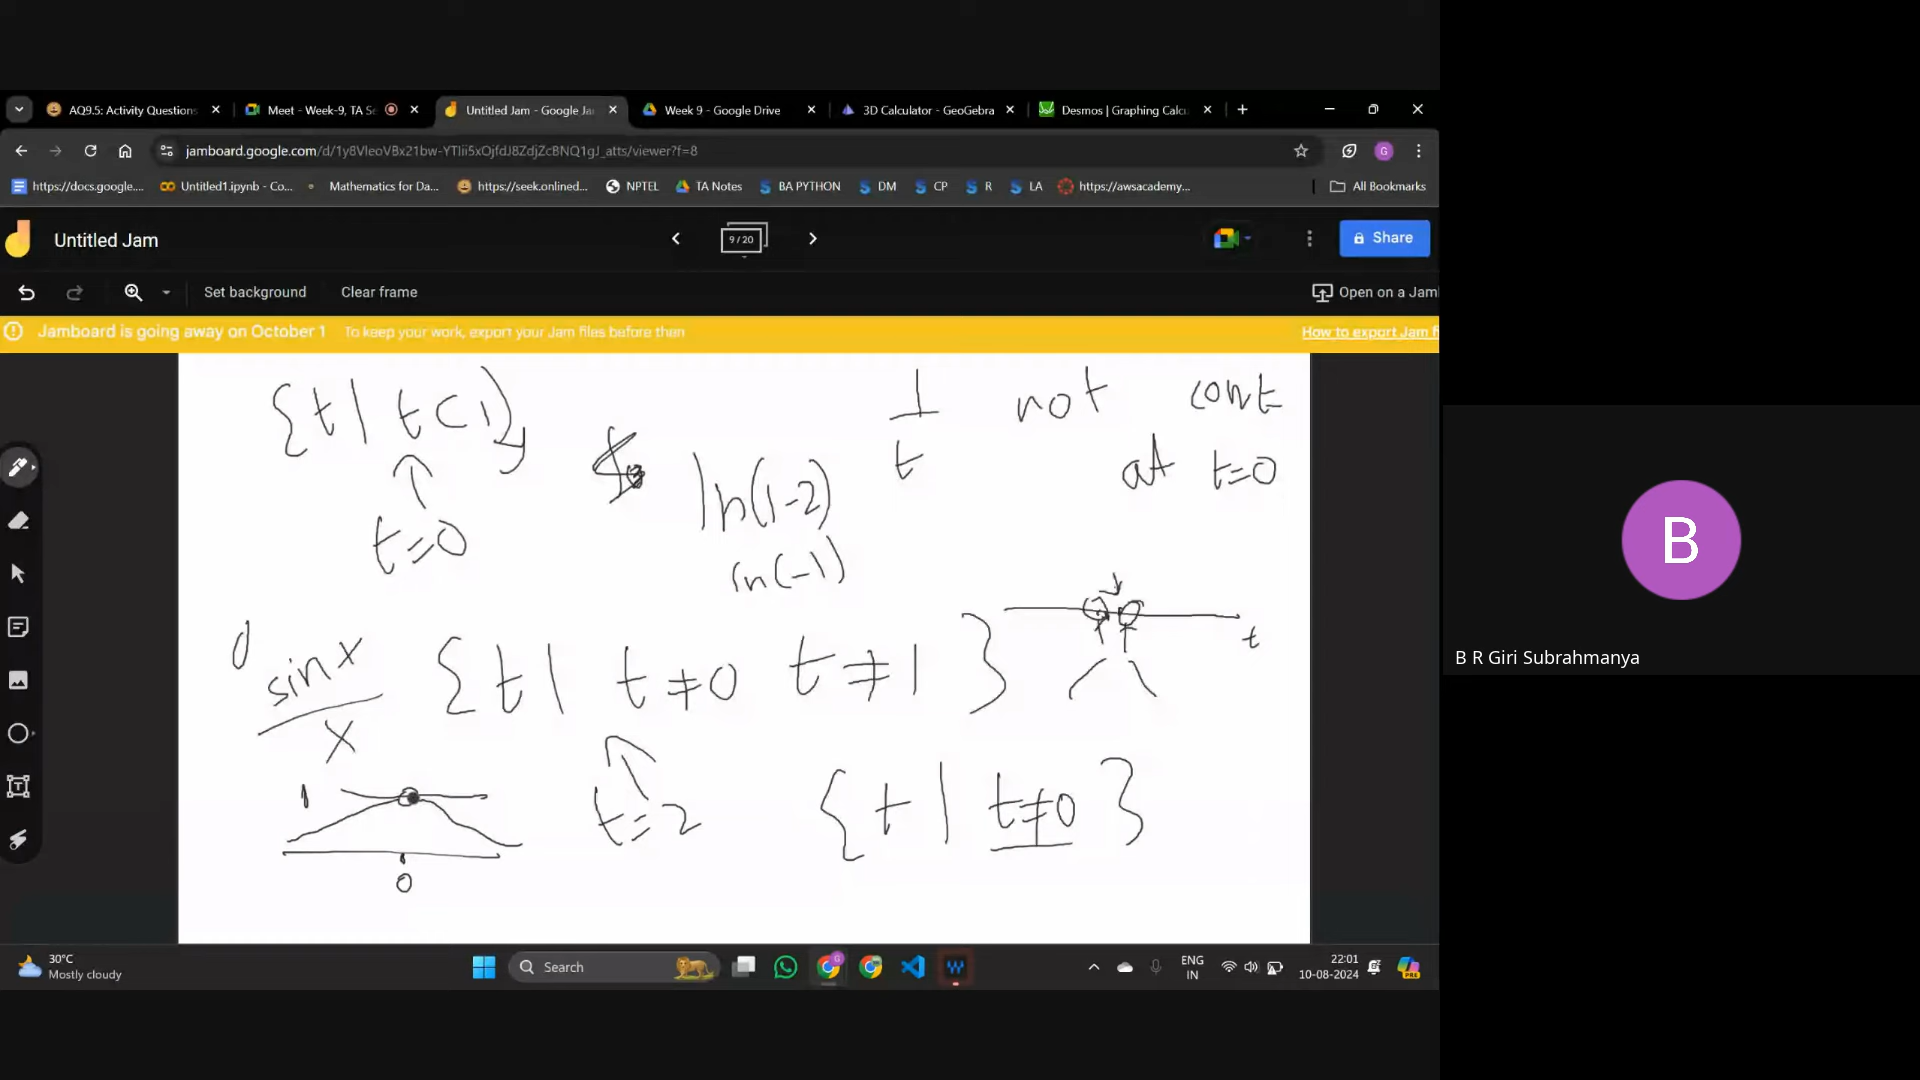 AQ9.5: Activity Questions
Meet - Week-9, TA Se
Untitled Jam - Google Ja
Week 9 - Google Drive
3D Calculator - GeoGebra
Desmos | Graphing Calcu
jamboard.google.com/d/1y8VIeoVBx21bw-YTIii5xOjfdJ8ZdjZcBNQ1gJ_atts/viewer?f=8
https://docs.google....
Untitled1.ipynb - Co...
Mathematics for Da...
https://seek.onlined...
NPTEL
TA Notes
BA PYTHON
DM
CP
R
LA
https://awsacademy...
All Bookmarks
Untitled Jam
9 / 20
Share
Set background
Clear frame
Open on a Jam
Jamboard is going away on October 1 To keep your work, export your Jam files before then
How to export Jam f
{t | t<1}
t=0
ln(1-2)
ln(-1)
1/t not cont
at t=0
sin x / x
{t | t≠0 t≠1}
t
1
0
t=2
{t | t≠0}
B
B R Giri Subrahmanya
30°C
Mostly cloudy
Search
ENG
IN
22:01
10-08-2024
PRE